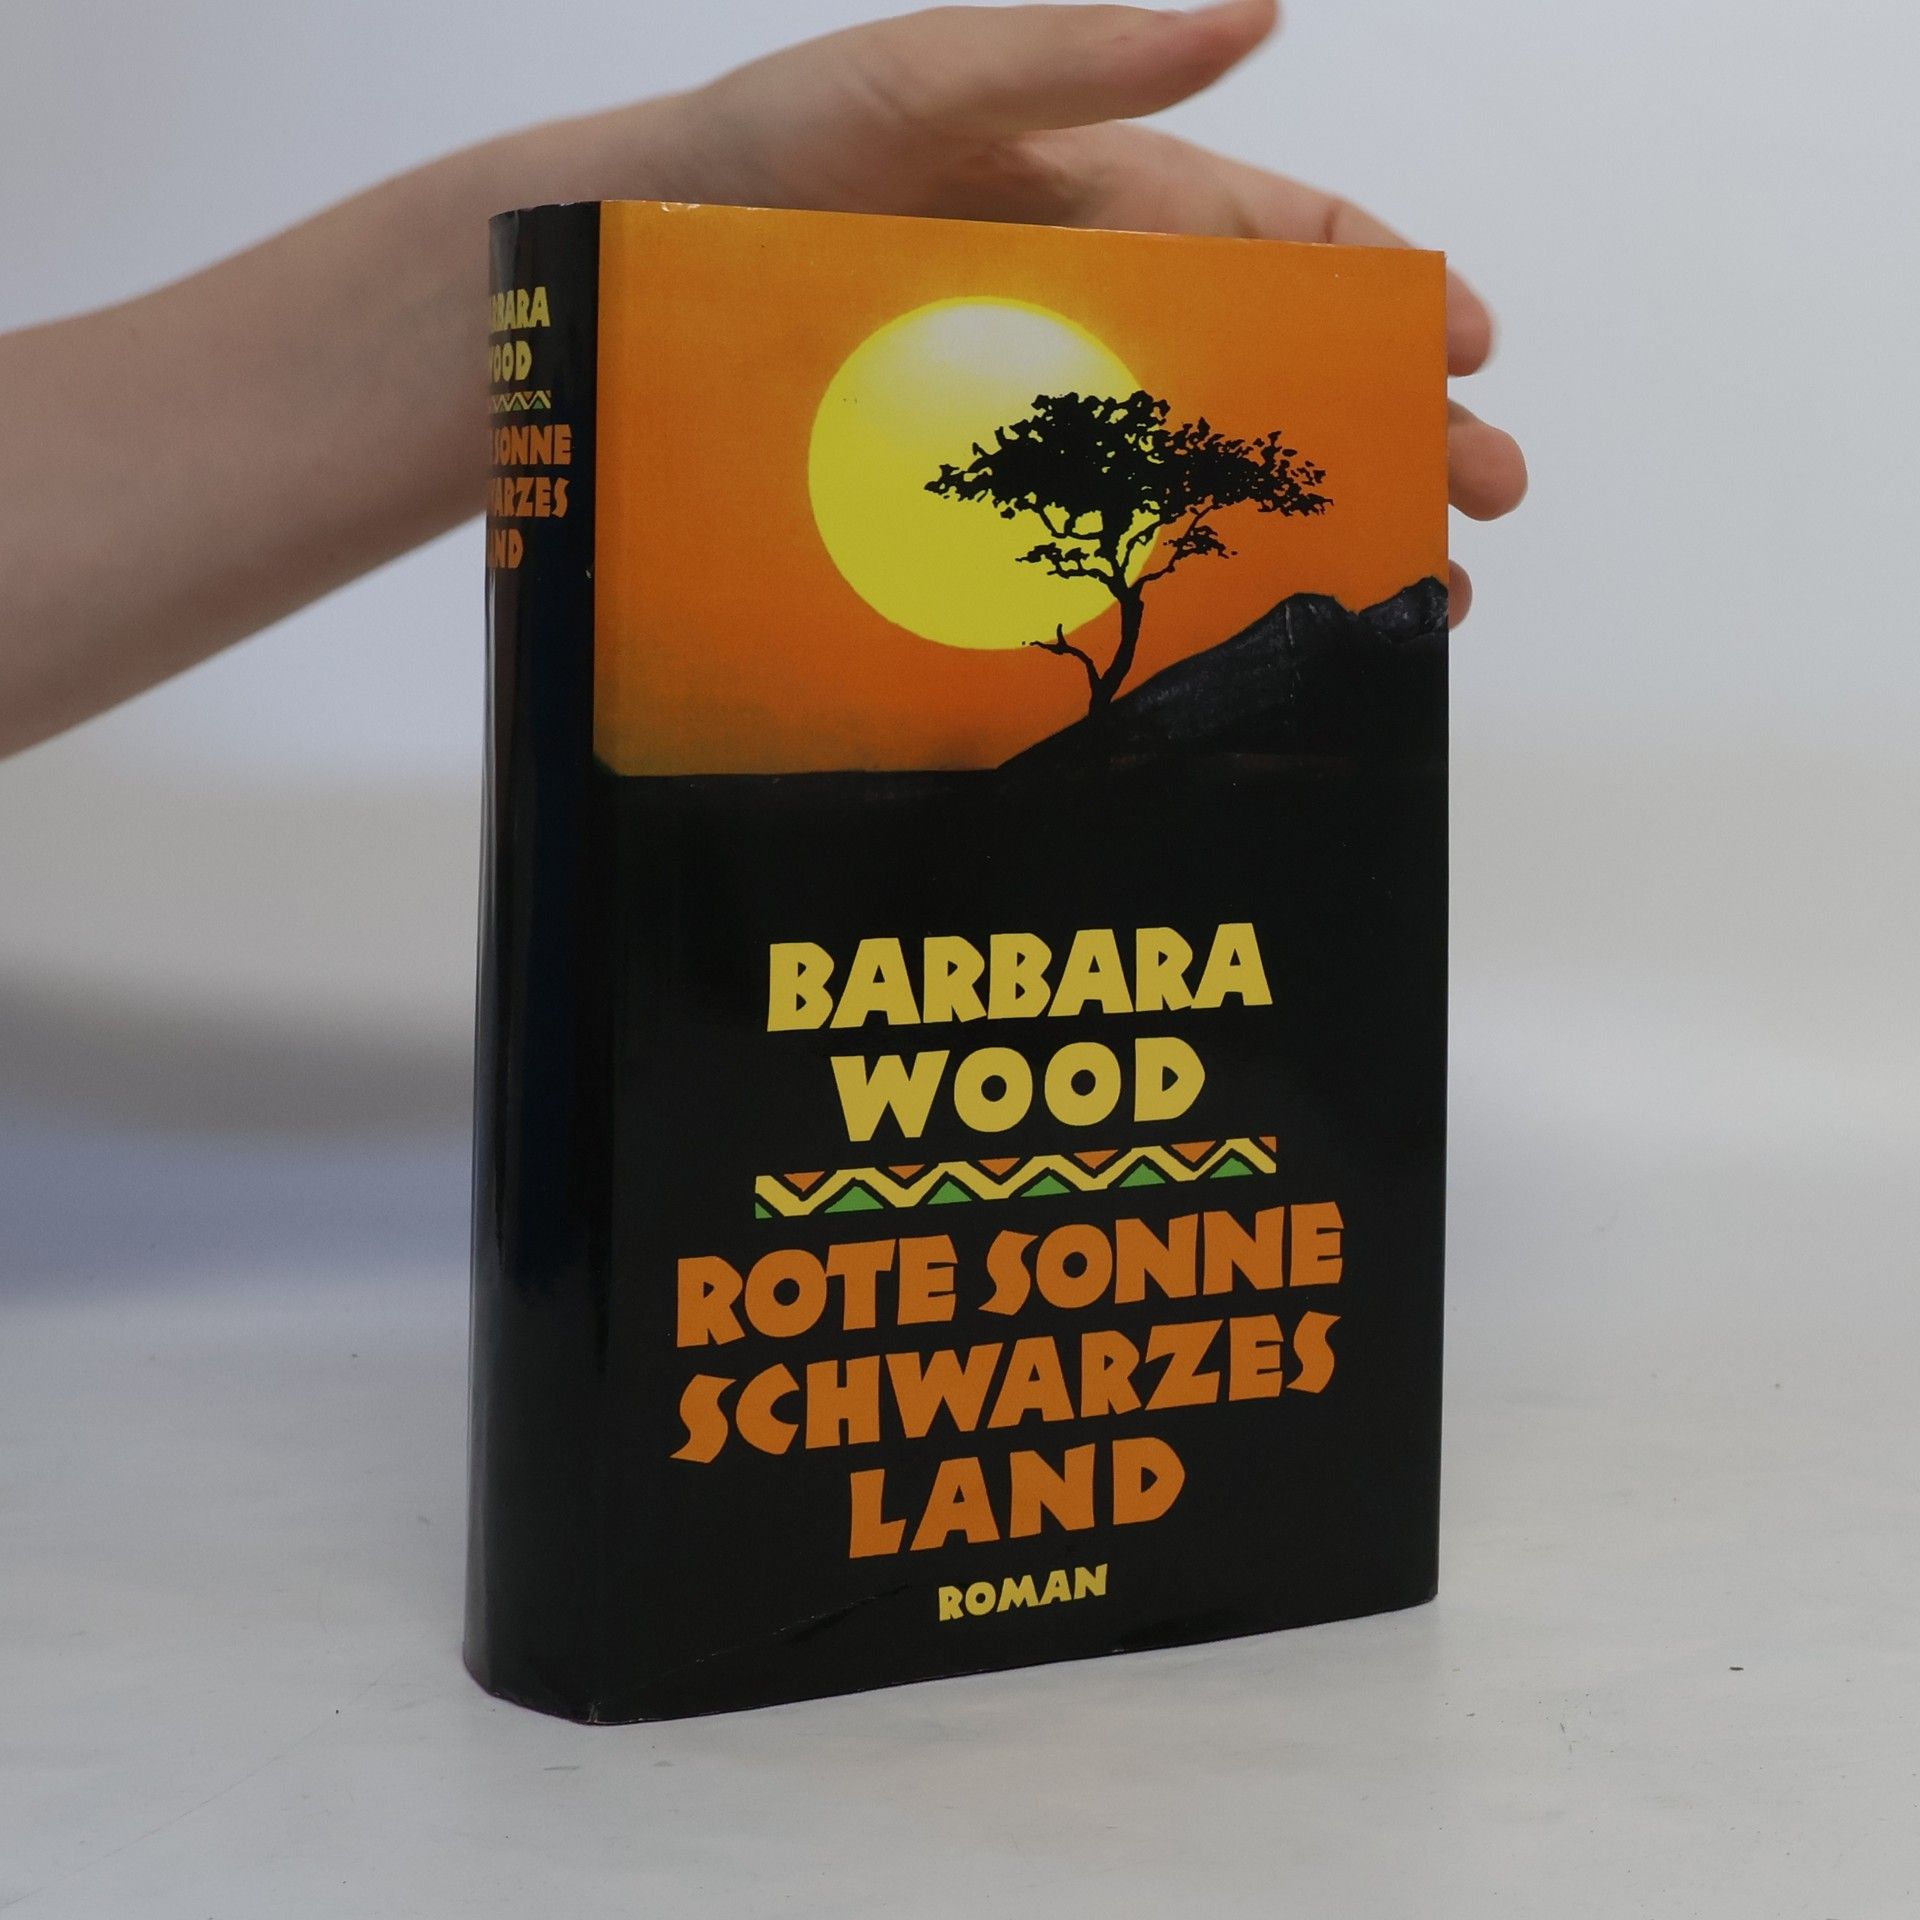 BARBARA
WOOD
ROTE SONNE
SCHWARZES
LAND
ROMAN